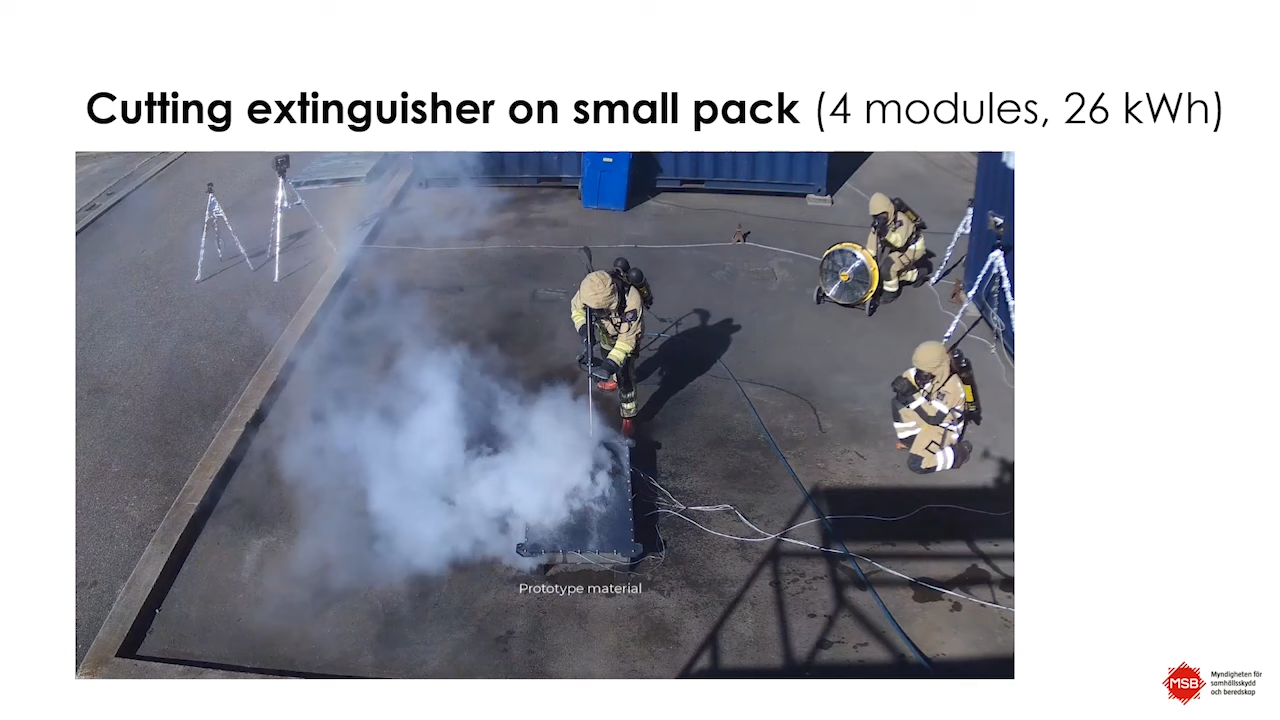 Cutting extinguisher on small pack (4 modules, 26 kWh)
Prototype material
MSB
Myndigheten för
samhällsskydd
och beredskap